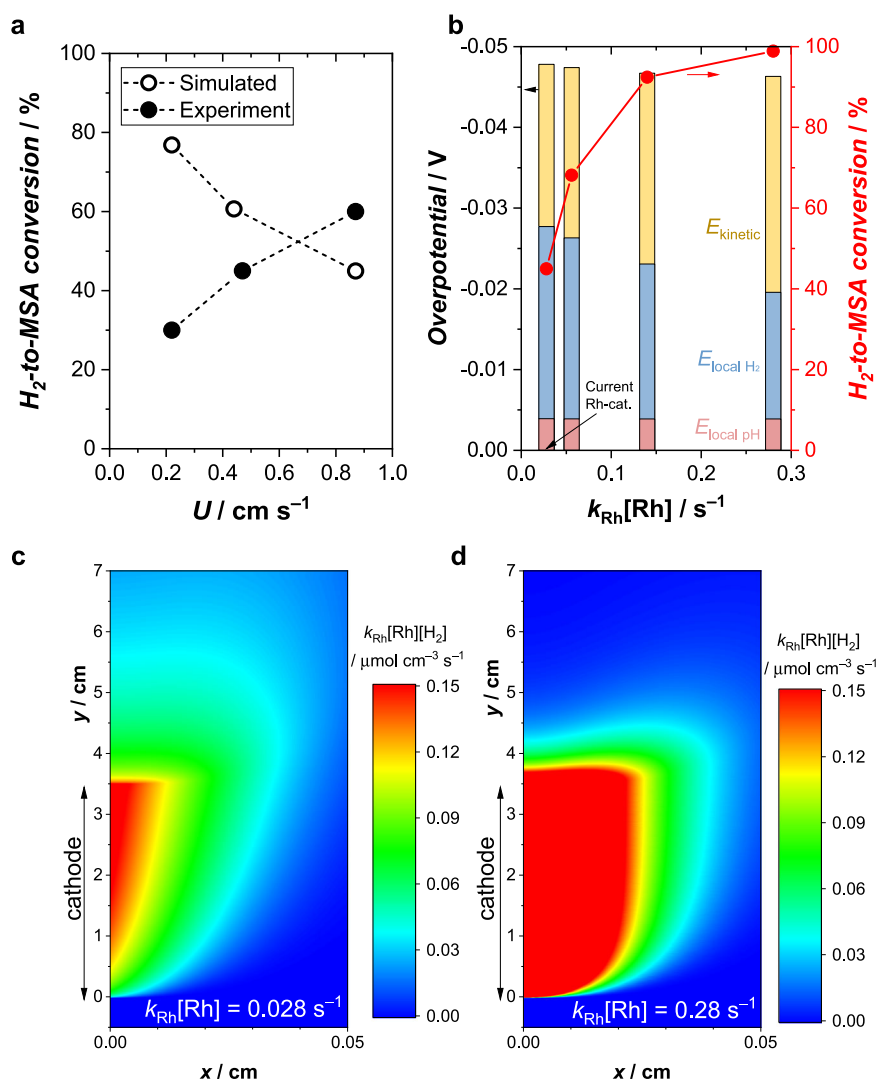 a
100
80
60
40
20
0
H2-to-MSA conversion / %
Simulated
Experiment
0.0 0.2 0.4 0.6 0.8 1.0
U / cm s⁻¹
b
-0.05
-0.04
-0.03
-0.02
-0.01
0.00
Overpotential / V
Ekinetic
Elocal H₂
Elocal pH
Current
Rh-cat.
100
80
60
40
20
0
H2-to-MSA conversion / %
0.0 0.1 0.2 0.3
kRh[Rh] / s⁻¹
c
7
6
5
4
3
2
1
0
y / cm
cathode
kRh[Rh] = 0.028 s⁻¹
0.00 0.05
x / cm
kRh[Rh][H2]
/ μmol cm⁻³ s⁻¹
0.15
0.12
0.09
0.06
0.03
0.00
d
7
6
5
4
3
2
1
0
y / cm
cathode
kRh[Rh] = 0.28 s⁻¹
0.00 0.05
x / cm
kRh[Rh][H2]
/ μmol cm⁻³ s⁻¹
0.15
0.12
0.09
0.06
0.03
0.00